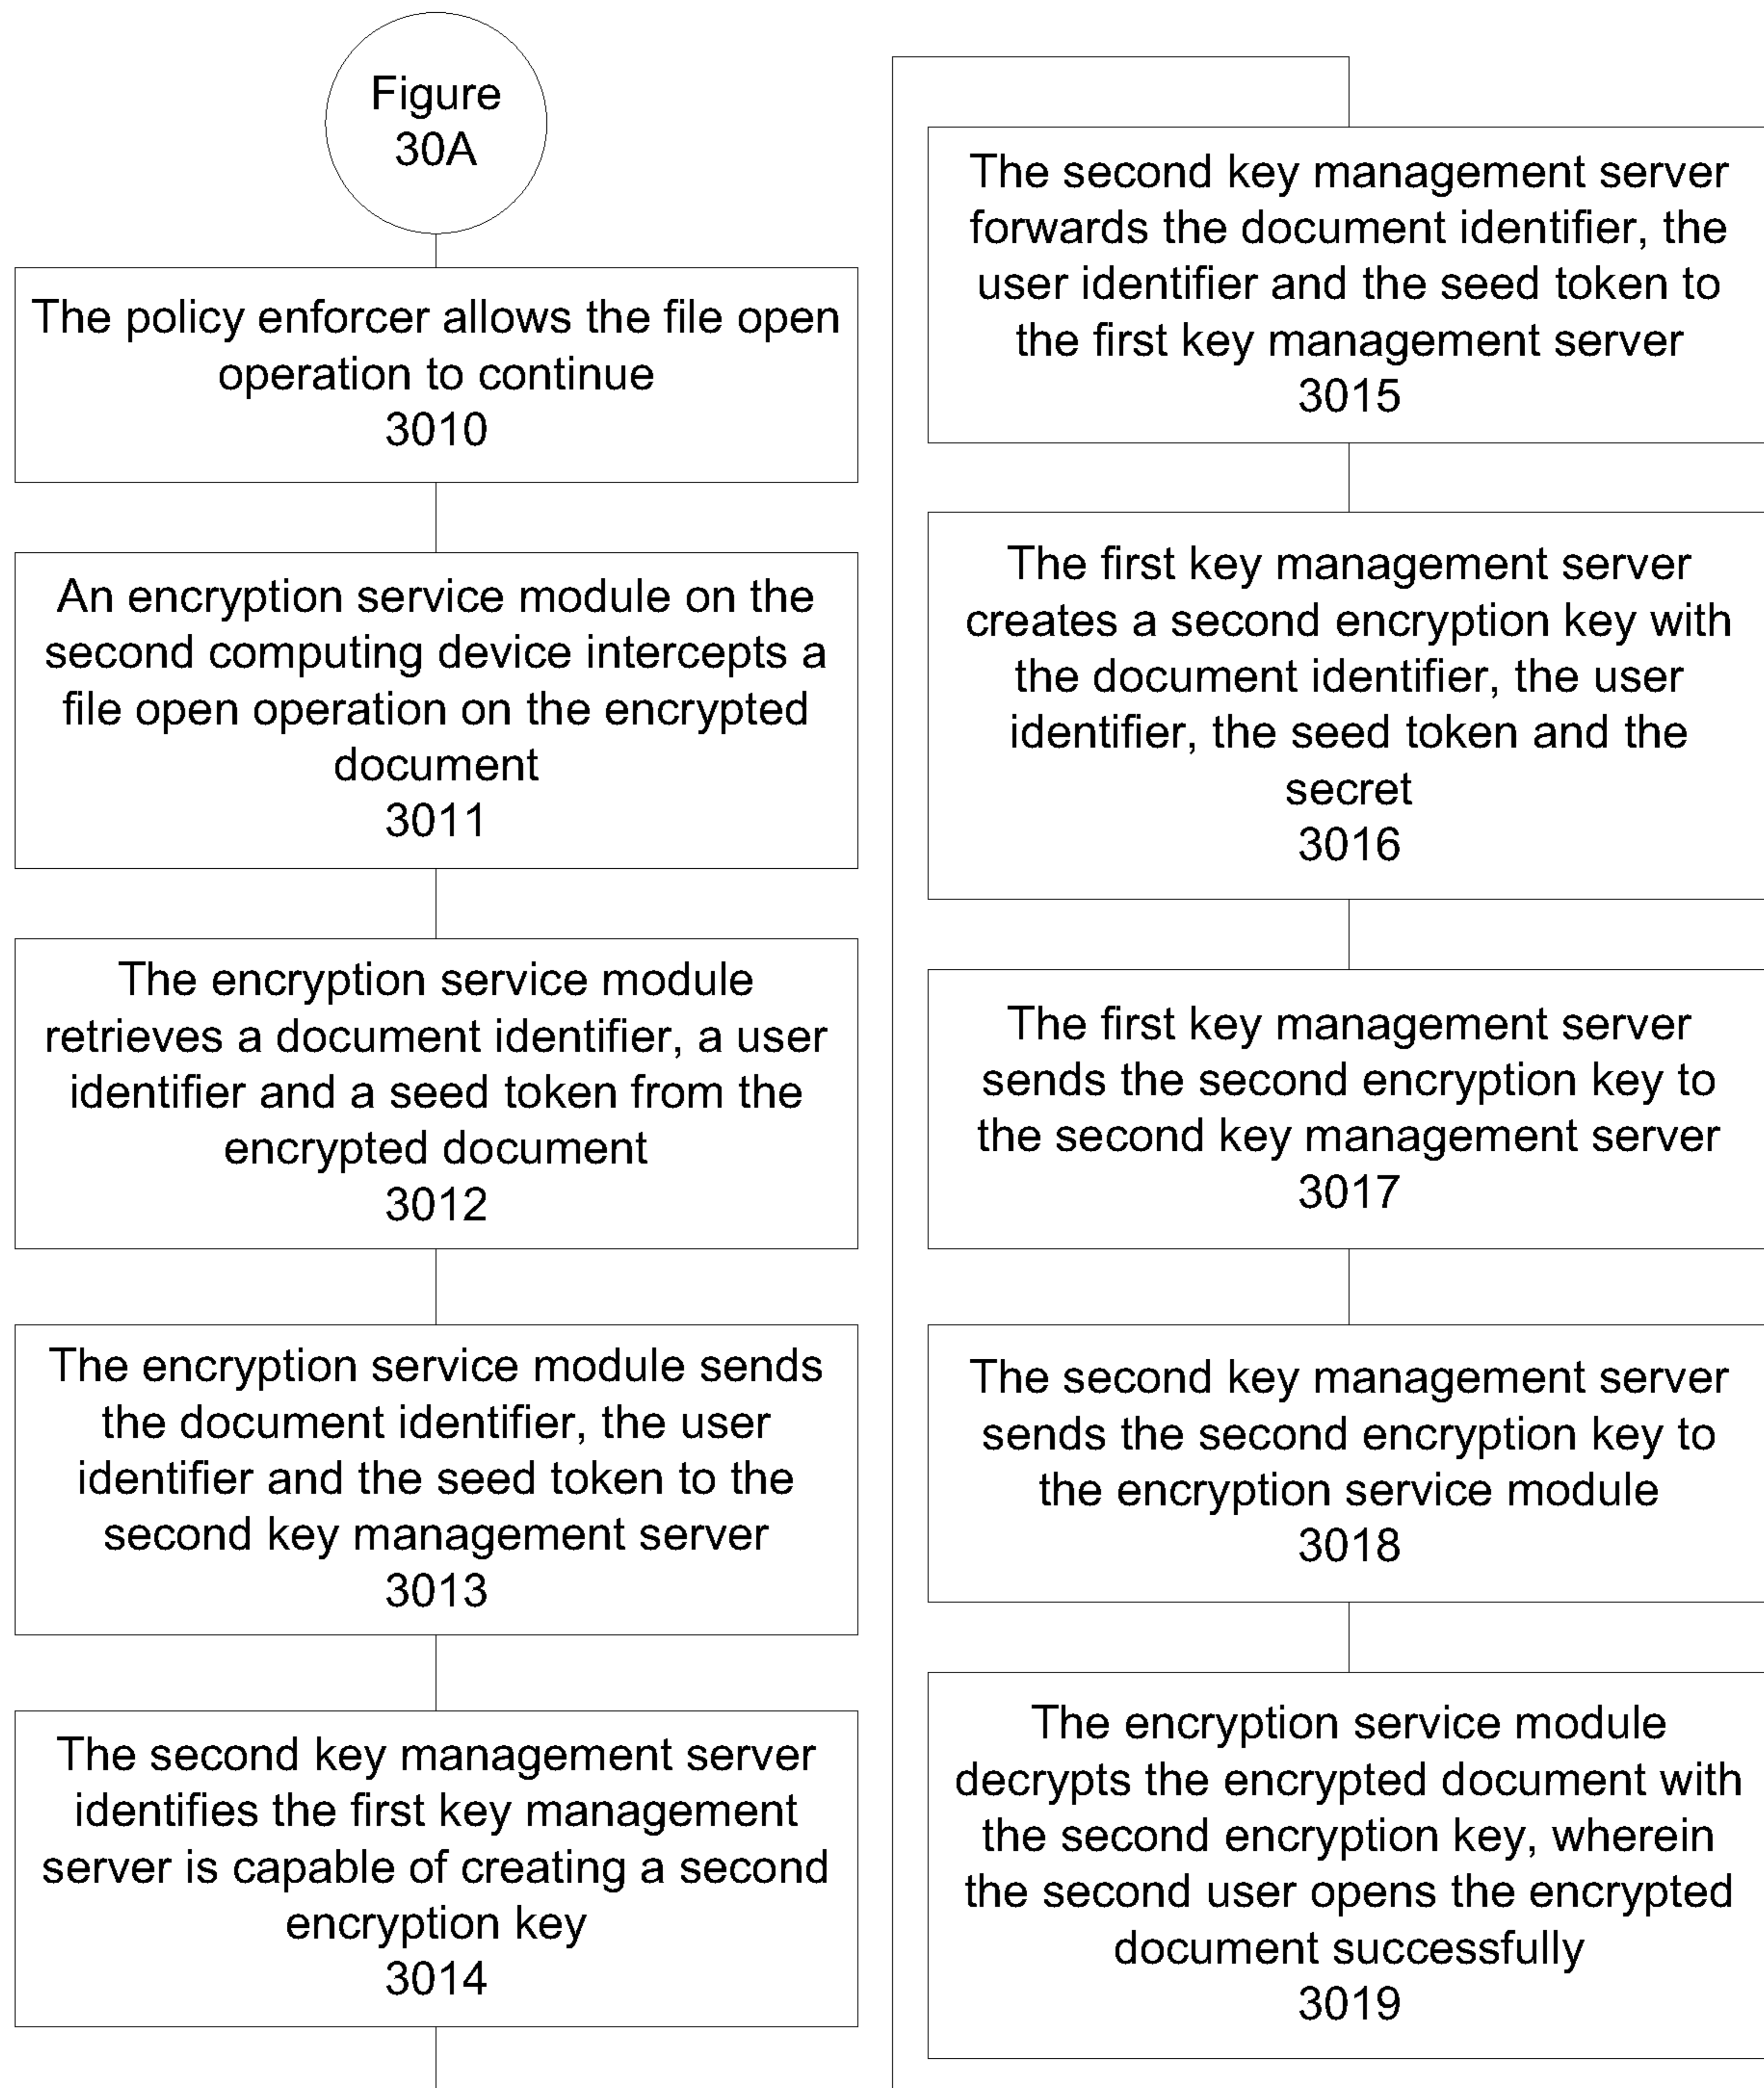 Figure
30A
The policy enforcer allows the file open
operation to continue
3010
An encryption service module on the
second computing device intercepts a
file open operation on the encrypted
document
3011
The encryption service module
retrieves a document identifier, a user
identifier and a seed token from the
encrypted document
3012
The encryption service module sends
the document identifier, the user
identifier and the seed token to the
second key management server
3013
The second key management server
identifies the first key management
server is capable of creating a second
encryption key
3014
The second key management server
forwards the document identifier, the
user identifier and the seed token to
the first key management server
3015
The first key management server
creates a second encryption key with
the document identifier, the user
identifier, the seed token and the
secret
3016
The first key management server
sends the second encryption key to
the second key management server
3017
The second key management server
sends the second encryption key to
the encryption service module
3018
The encryption service module
decrypts the encrypted document with
the second encryption key, wherein
the second user opens the encrypted
document successfully
3019